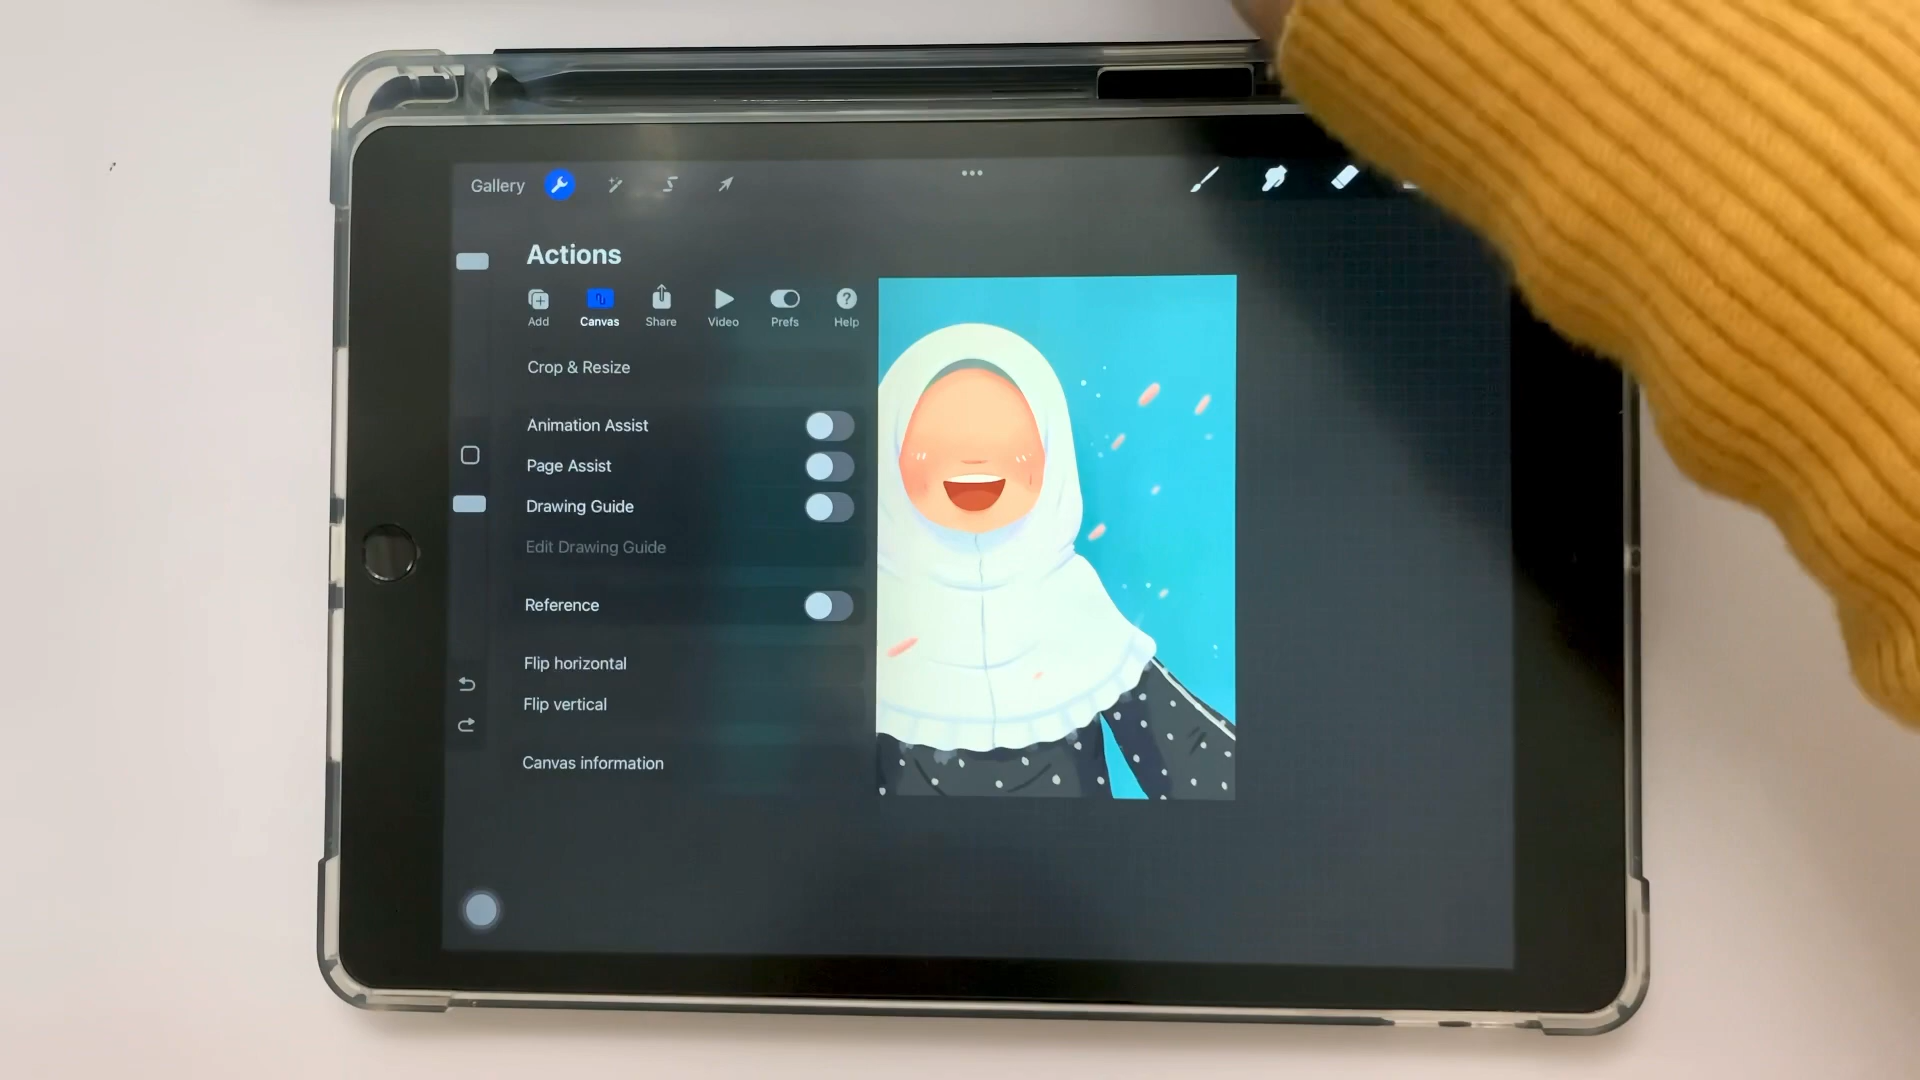 Gallery
Actions
Add Canvas Share Video Prefs Help
Crop & Resize
Animation Assist
Page Assist
Drawing Guide
Edit Drawing Guide
Reference
Flip horizontal
Flip vertical
Canvas information